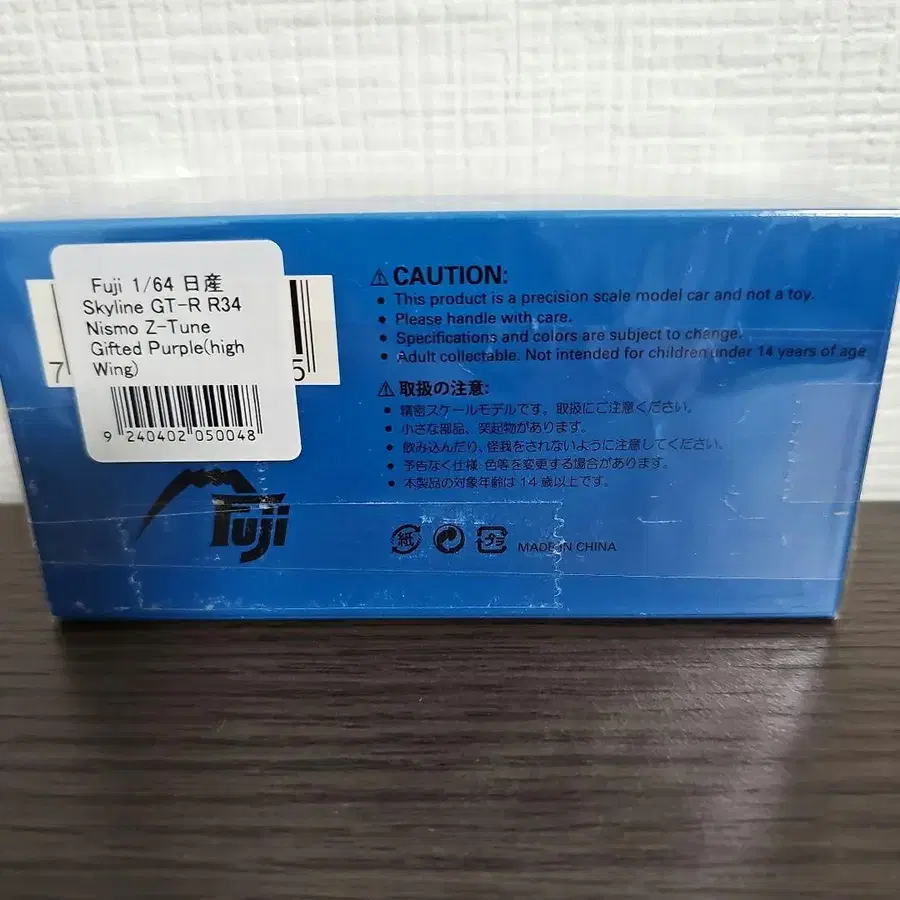 Fuji 1/64 日産
Skyline GT-R R34
Nismo Z-Tune
Gifted Purple(high
Wing)
9 240402 050048
7
5
Fuji
CAUTION:
• This product is a precision scale model car and not a toy.
• Please handle with care.
• Specifications and colors are subject to change.
• Adult collectable. Not intended for children under 14 years of age
取扱の注意:
• 精密スケールモデルです。取扱にご注意ください。
• 小さな部品、突起物があります。
• 飲み込んだり、怪我をされないように注意してください。
• 予告なく仕様·色等を変更する場合があります。
• 本製品の対象年齢は14歳以上です。
紙
プラ
MADE IN CHINA